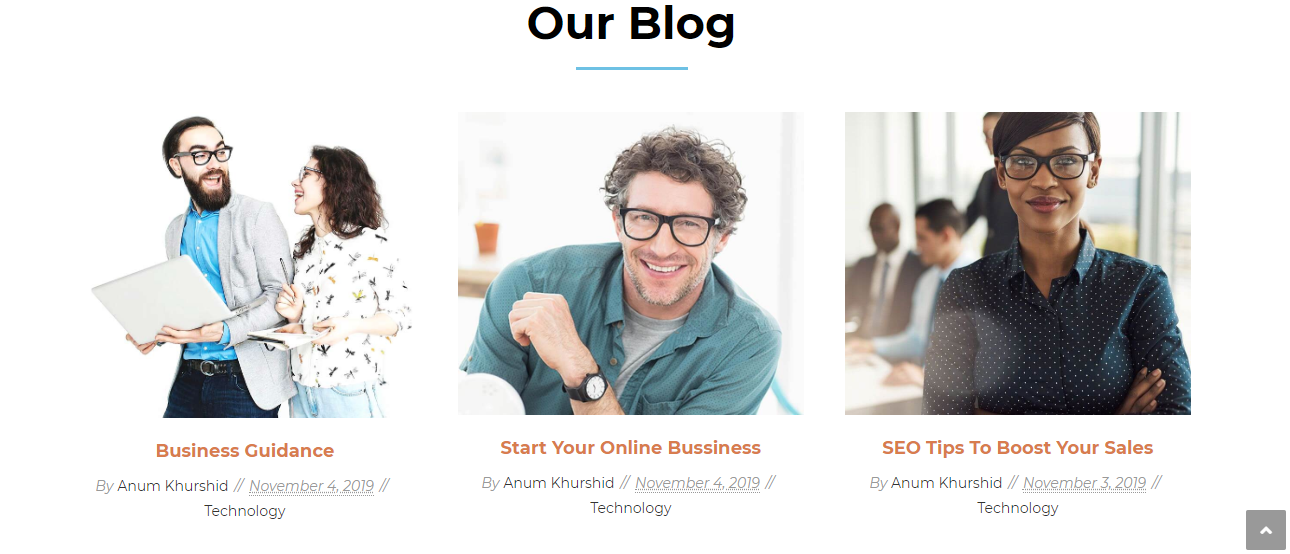 Our Blog
Business Guidance
By Anum Khurshid // November 4, 2019 //
Technology
Start Your Online Bussiness
By Anum Khurshid // November 4, 2019 //
Technology
SEO Tips To Boost Your Sales
By Anum Khurshid // November 3, 2019 //
Technology